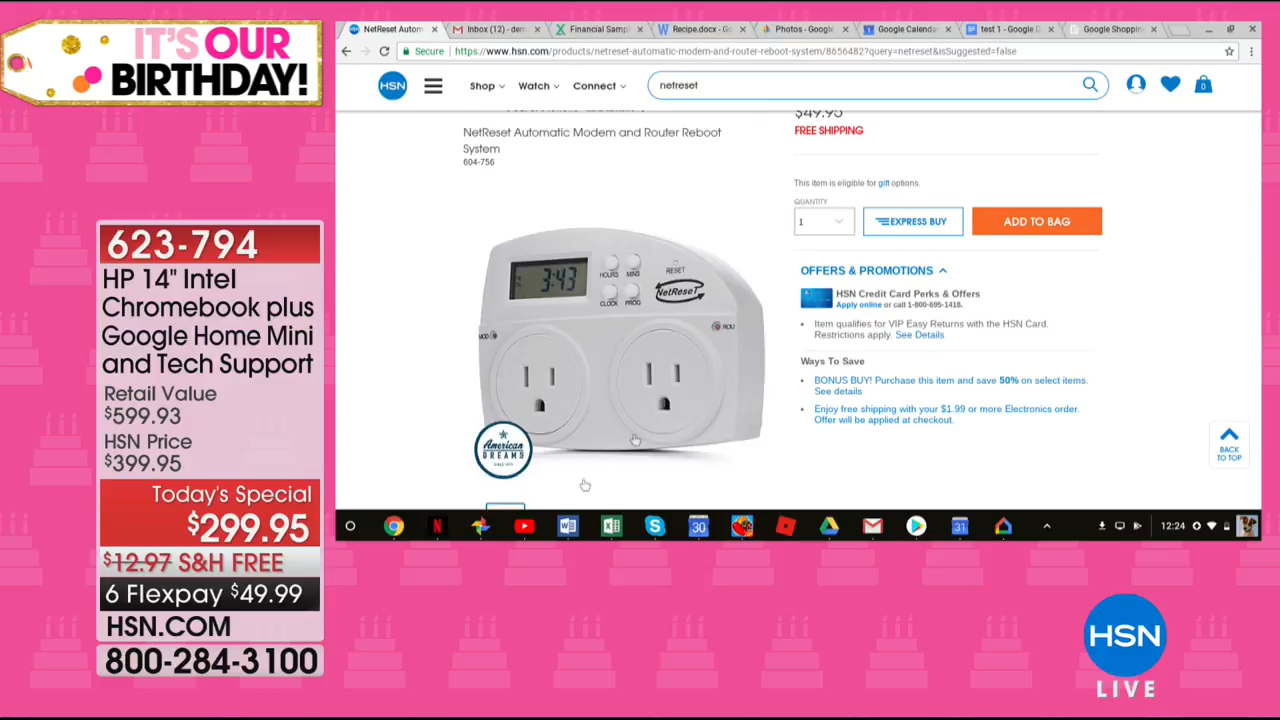 IT'S OUR
BIRTHDAY!
623-794
HP 14" Intel
Chromebook plus
Google Home Mini
and Tech Support
Retail Value
$599.93
HSN Price
$399.95
Today's Special
$299.95
$12.97 S&H FREE
6 Flexpay $49.99
HSN.COM
800-284-3100
NetReset Autom
Inbox (12) - dem
Financial Samp
Recipe.docx - Go
Photos - Google
Google Calenda
test 1 - Google D
Google Shoppin
Secure
https://www.hsn.com/products/netreset-automatic-modem-and-router-reboot-system/8656482?query=netreset&isSuggested=false
HSN
Shop
Watch
Connect
netreset
0
NetReset Automatic Modem and Router Reboot
System
604-756
$49.95
FREE SHIPPING
This item is eligible for gift options.
QUANTITY
1
EXPRESS BUY
ADD TO BAG
OFFERS & PROMOTIONS
HSN Credit Card Perks & Offers
Apply online or call 1-800-695-1418.
Item qualifies for VIP Easy Returns with the HSN Card.
Restrictions apply. See Details
Ways To Save
BONUS BUY! Purchase this item and save 50% on select items.
See details
Enjoy free shipping with your $1.99 or more Electronics order.
Offer will be applied at checkout.
BACK
TO TOP
3:43
HOURS
MINS
CLOCK
PROG
RESET
NetReset
MOD
ROU
American
DREAMS
30
31
12:24
HSN
LIVE